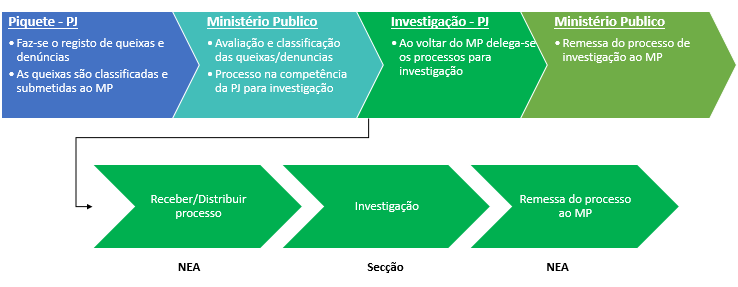 Piquete - PJ
• Faz-se o registo de queixas e
denúncias
• As queixas são classificadas e
submetidas ao MP
Ministério Publico
• Avaliação e classificação
das queixas/denuncias
• Processo na competência
da PJ para investigação
Investigação - PJ
• Ao voltar do MP delega-se
os processos para
investigação
Ministério Publico
• Remessa do processo de
investigação ao MP
Receber/Distribuir
processo
Investigação
Remessa do processo
ao MP
NEA
Secção
NEA